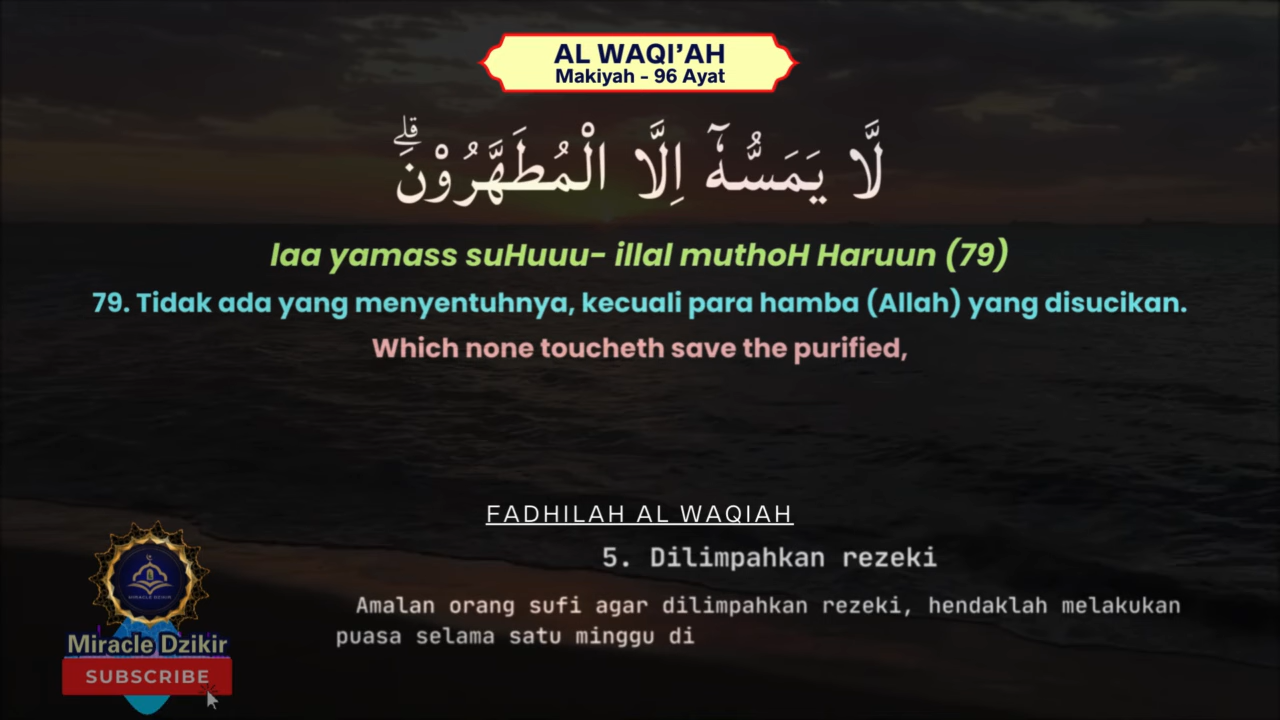 AL WAQI’AH
Makiyah - 96 Ayat
لَّا يَمَسُّهٗٓ اِلَّا الْمُطَهَّرُوْنَۗ
laa yamass suHuuu- illal muthoH Haruun (79)
79. Tidak ada yang menyentuhnya, kecuali para hamba (Allah) yang disucikan.
Which none toucheth save the purified,
FADHILAH AL WAQIAH
5. Dilimpahkan rezeki
Amalan orang sufi agar dilimpahkan rezeki, hendaklah melakukan
puasa selama satu minggu di
MIRACLE DZIKIR
Miracle Dzikir
SUBSCRIBE